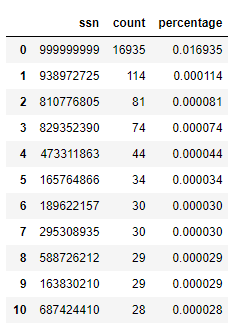 ssn count percentage
0 999999999 16935 0.016935
1 938972725 114 0.000114
2 810776805 81 0.000081
3 829352390 74 0.000074
4 473311863 44 0.000044
5 165764866 34 0.000034
6 189622157 30 0.000030
7 295308935 30 0.000030
8 588726212 29 0.000029
9 163830210 29 0.000029
10 687424410 28 0.000028